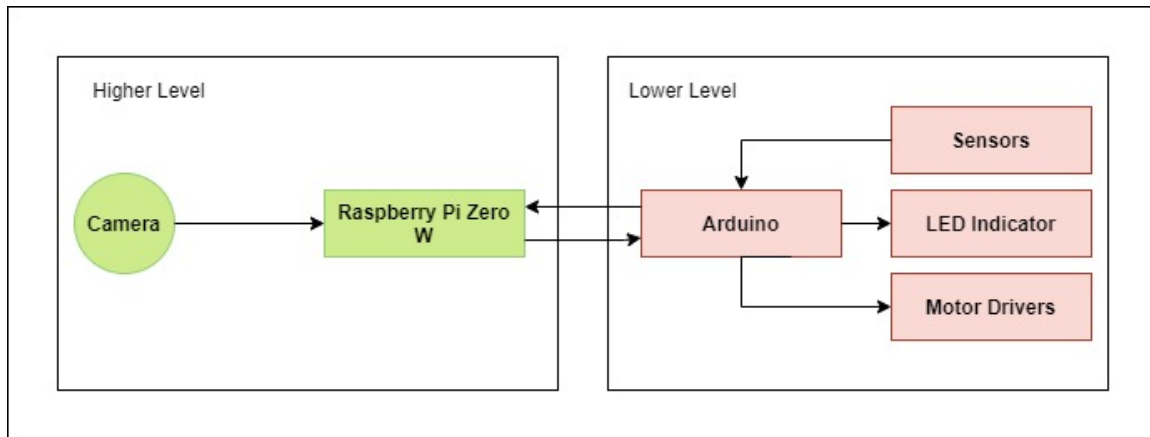 Higher Level
Camera
Raspberry Pi Zero
W
Lower Level
Sensors
Arduino
LED Indicator
Motor Drivers